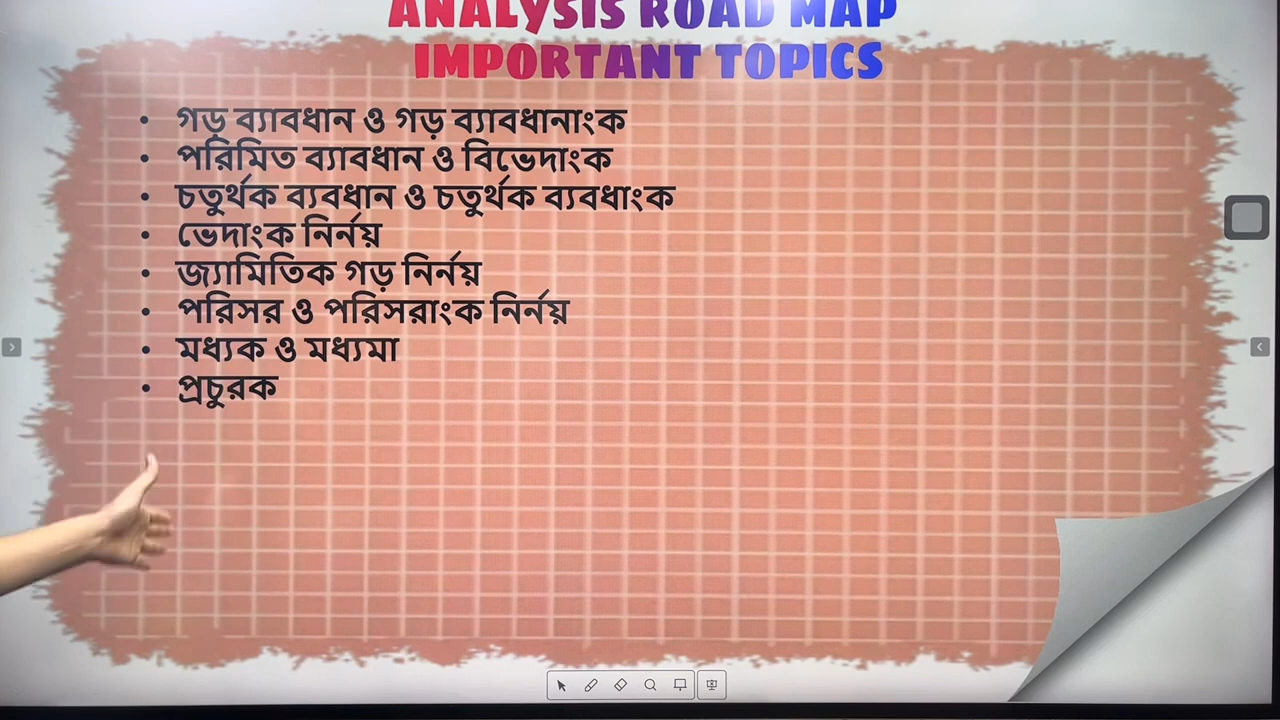 ANALYSIS ROAD MAP
IMPORTANT TOPICS
• গড় ব্যাবধান ও গড় ব্যাবধানাংক
• পরিমিত ব্যাবধান ও বিভেদাংক
• চতুর্থক ব্যবধান ও চতুর্থক ব্যবধাংক
• ভেদাংক নির্নয়
• জ্যামিতিক গড় নির্নয়
• পরিসর ও পরিসরাংক নির্নয়
• মধ্যক ও মধ্যমা
• প্রচুরক